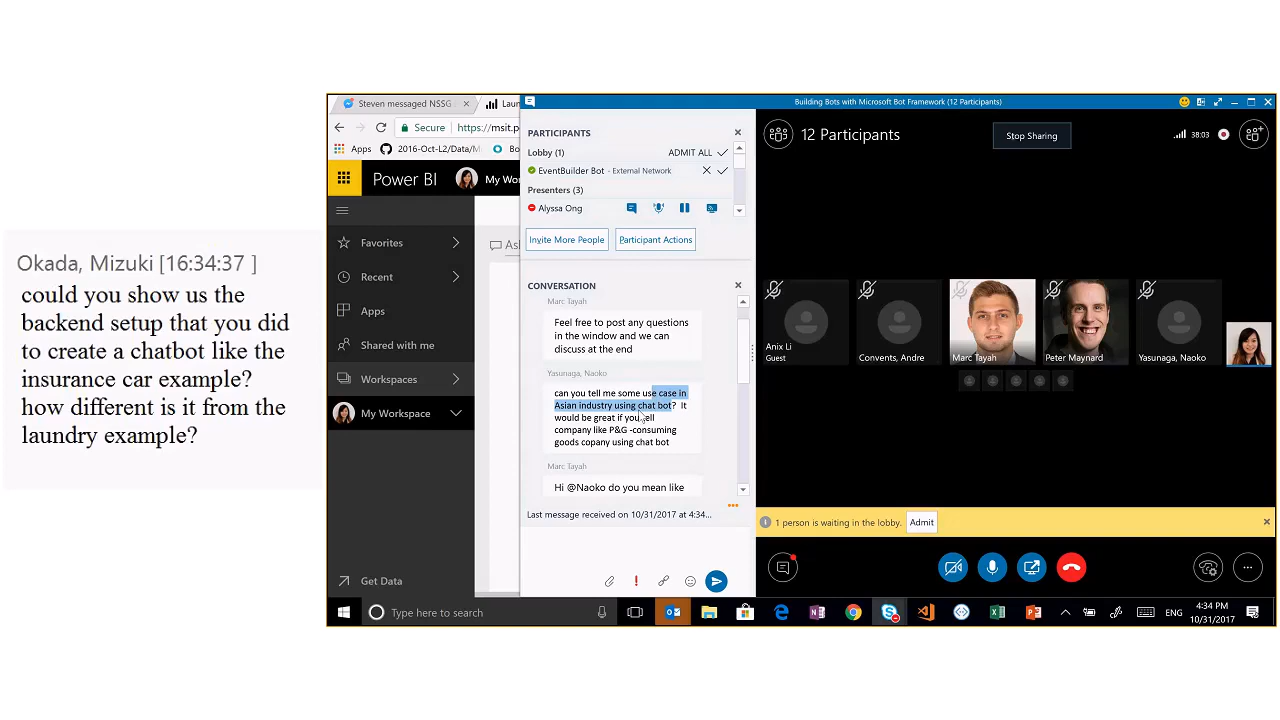 Okada, Mizuki [16:34:37 ]
could you show us the
backend setup that you did
to create a chatbot like the
insurance car example?
how different is it from the
laundry example?
Steven messaged NSSG
Laun
Secure
https://msit.p
Apps
2016-Oct-L2/Data/M
Bo
Power BI
My Wo
Favorites
Recent
Apps
Shared with me
Workspaces
My Workspace
Get Data
As
PARTICIPANTS
Lobby (1)
ADMIT ALL
EventBuilder Bot - External Network
Presenters (3)
Alyssa Ong
Invite More People
Participant Actions
CONVERSATION
Marc Tayah
Feel free to post any questions
in the window and we can
discuss at the end
Yasunaga, Naoko
can you tell me some use case in
Asian industry using chat bot? It
would be great if you tell
company like P&G -consuming
goods copany using chat bot
Marc Tayah
Hi @Naoko do you mean like
Last message received on 10/31/2017 at 4:34...
Building Bots with Microsoft Bot Framework (12 Participants)
12 Participants
Stop Sharing
38:03
Anix Li
Guest
Convents, Andre
Marc Tayah
Peter Maynard
Yasunaga, Naoko
1 person is waiting in the lobby.
Admit
Type here to search
ENG
4:34 PM
10/31/2017